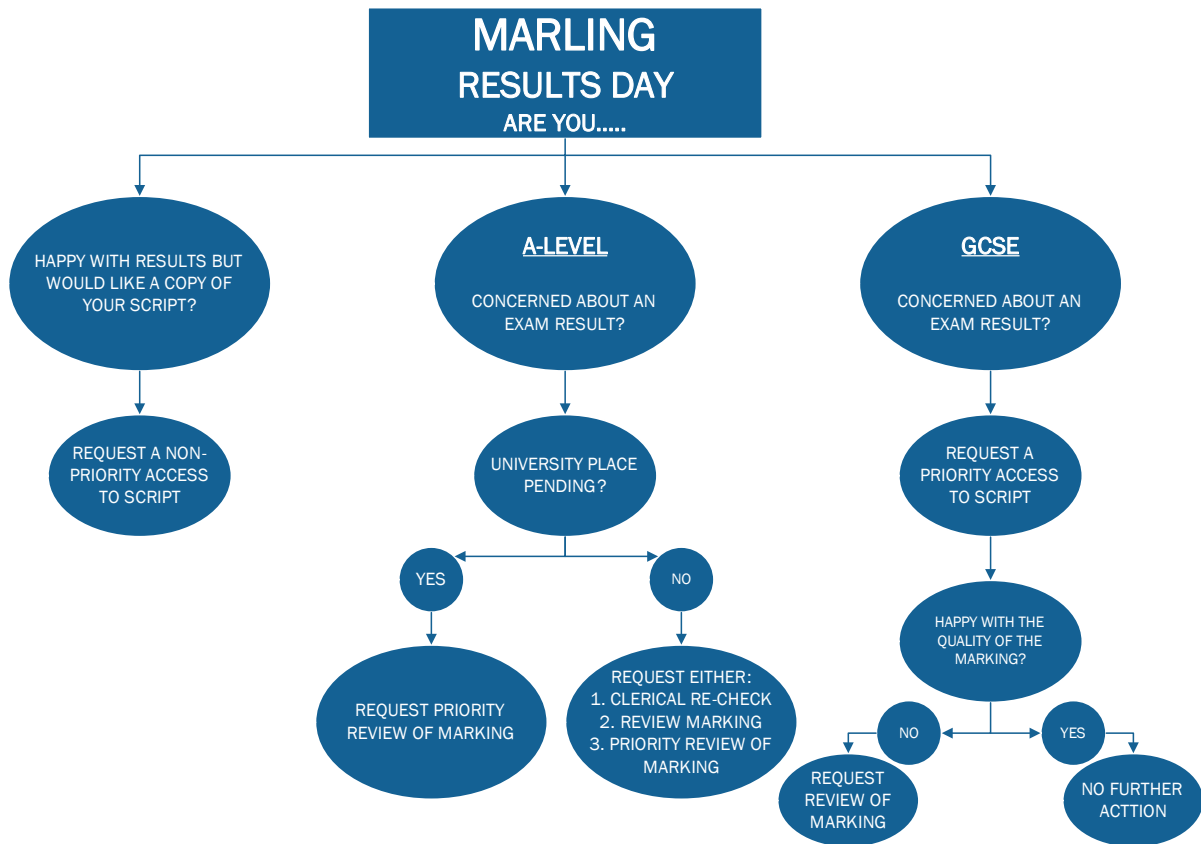 MARLING
RESULTS DAY
ARE YOU.....
HAPPY WITH RESULTS BUT
WOULD LIKE A COPY OF
YOUR SCRIPT?
A-LEVEL
CONCERNED ABOUT AN
EXAM RESULT?
GCSE
CONCERNED ABOUT AN
EXAM RESULT?
REQUEST A NON-
PRIORITY ACCESS
TO SCRIPT
UNIVERSITY PLACE
PENDING?
REQUEST A
PRIORITY ACCESS
TO SCRIPT
YES
NO
HAPPY WITH THE
QUALITY OF THE
MARKING?
REQUEST PRIORITY
REVIEW OF MARKING
REQUEST EITHER:
1. CLERICAL RE-CHECK
2. REVIEW MARKING
3. PRIORITY REVIEW OF
MARKING
NO
YES
REQUEST
REVIEW OF
MARKING
NO FURTHER
ACTTION